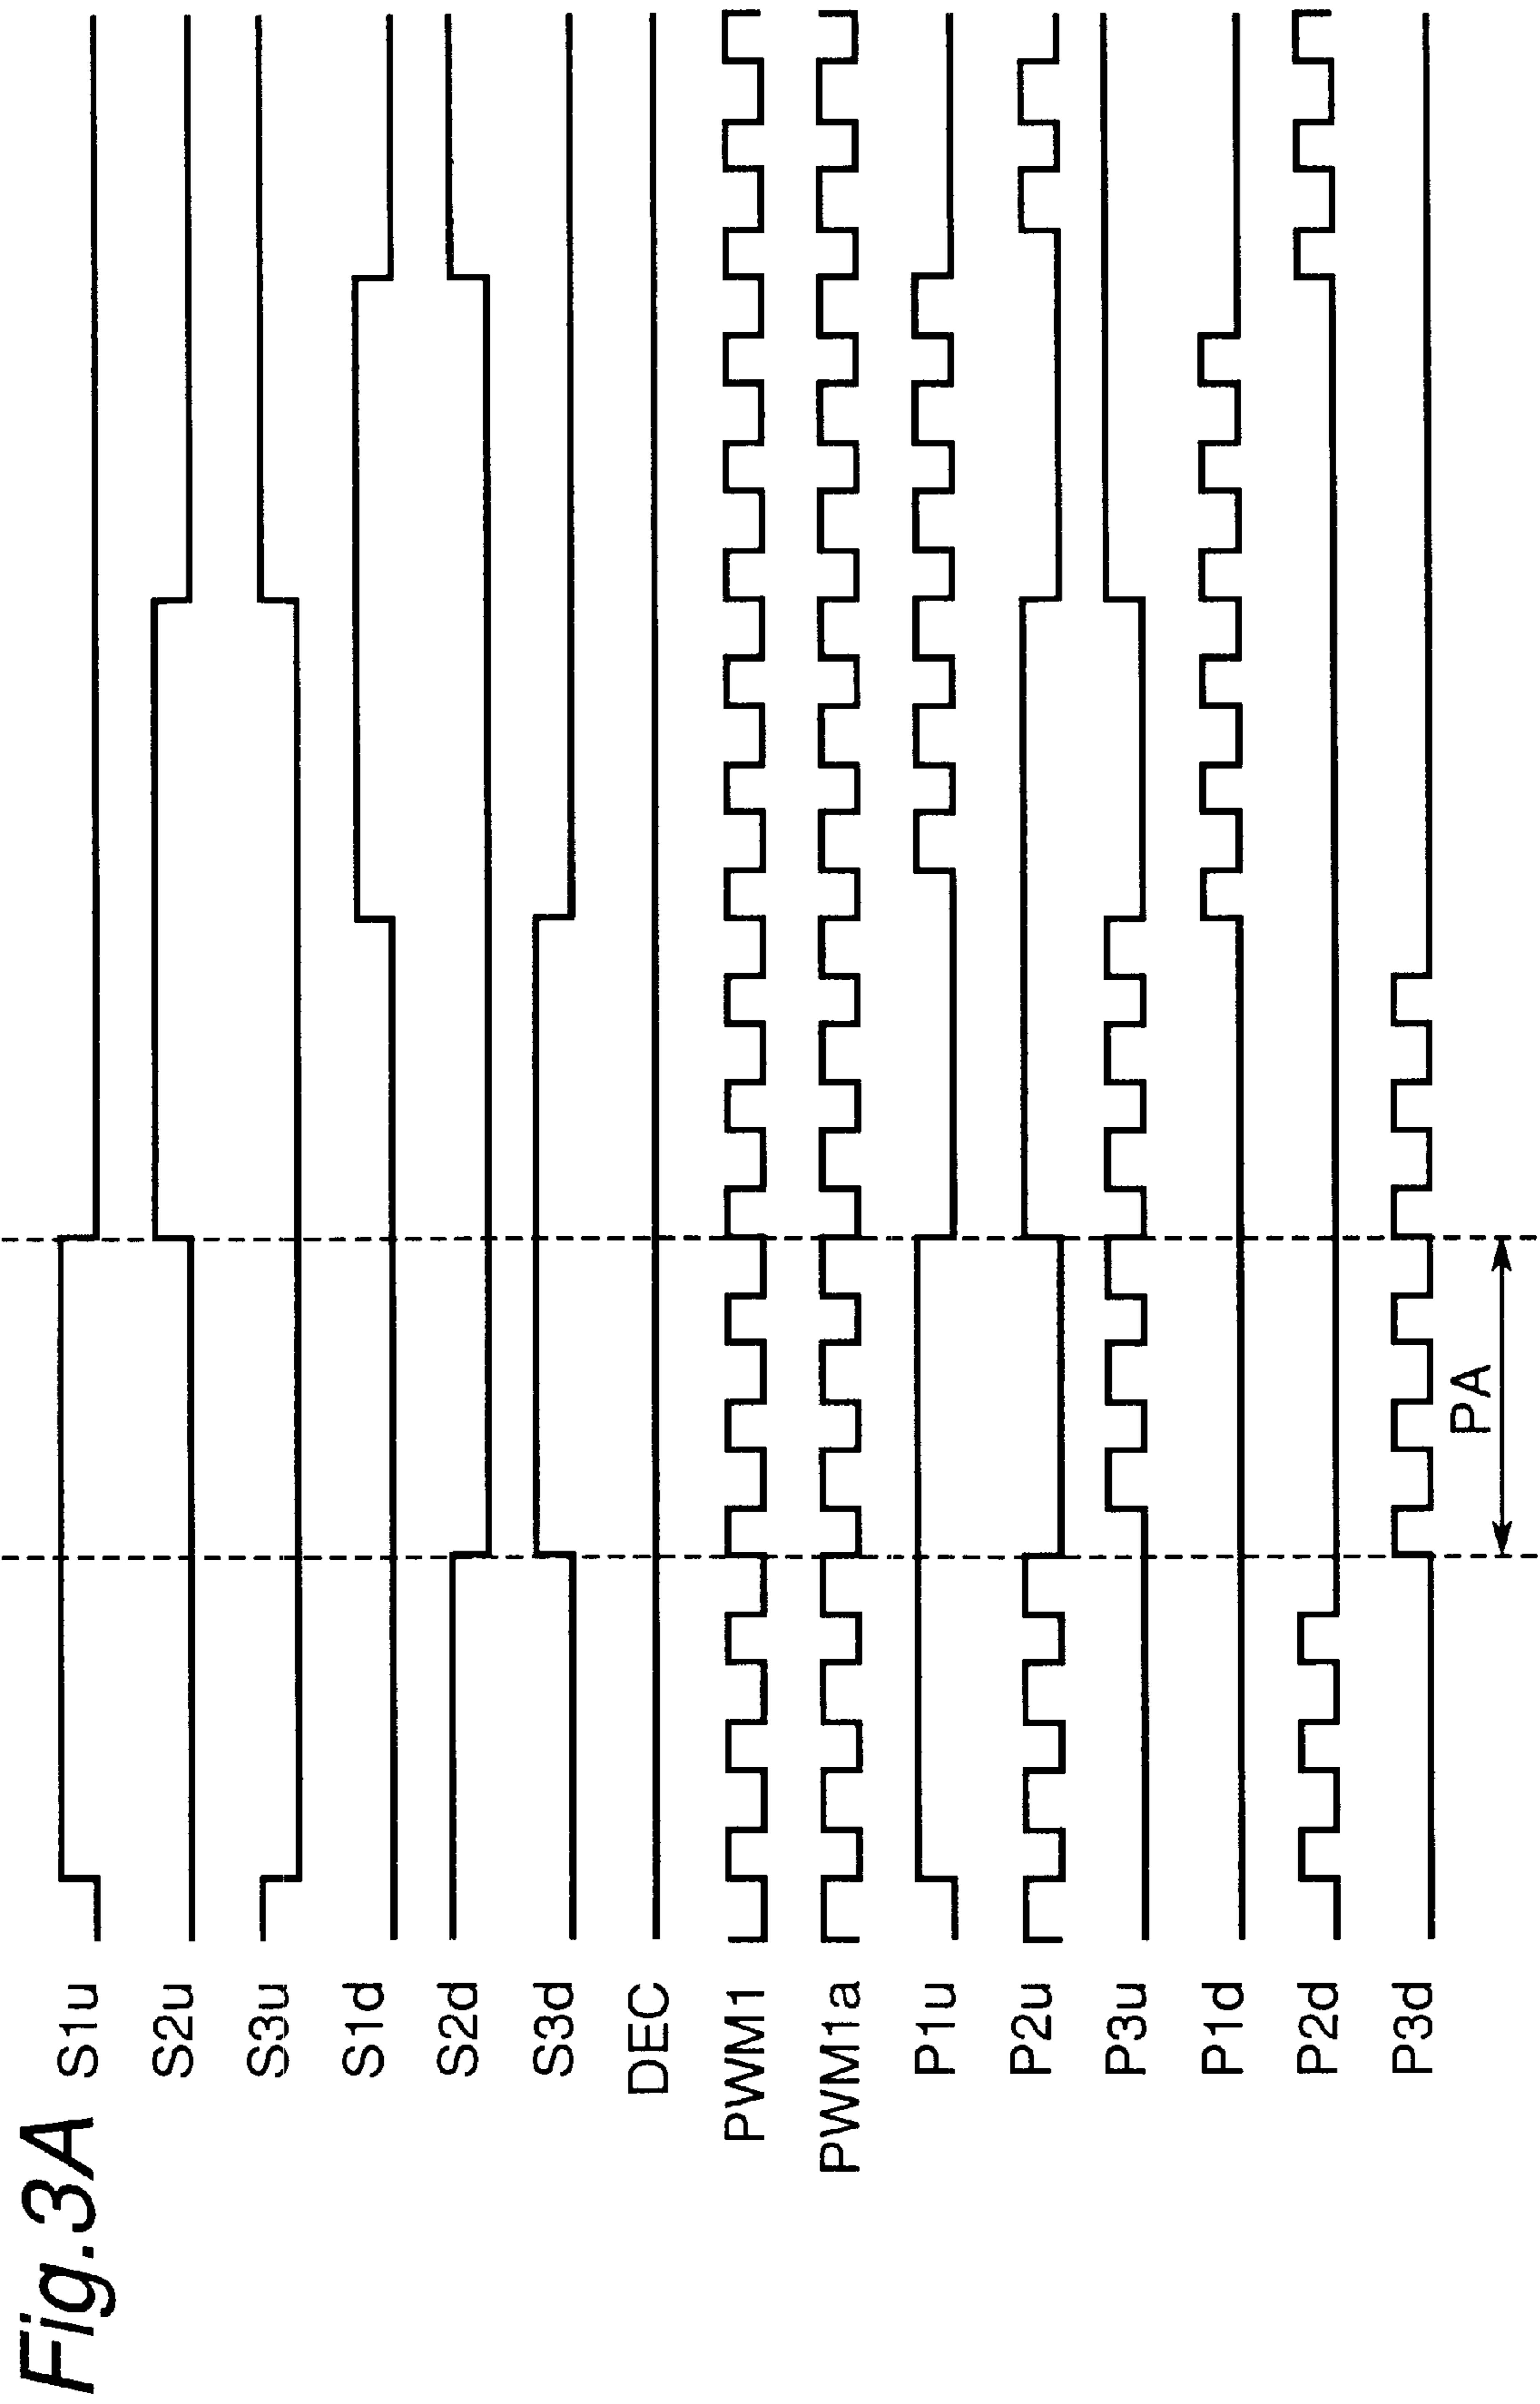 Fig.3A
S1u
S2u
S3u
S1d
S2d
S3d
DEC
PWM1
PWM1a
P1u
P2u
P3u
P1d
P2d
P3d
PA